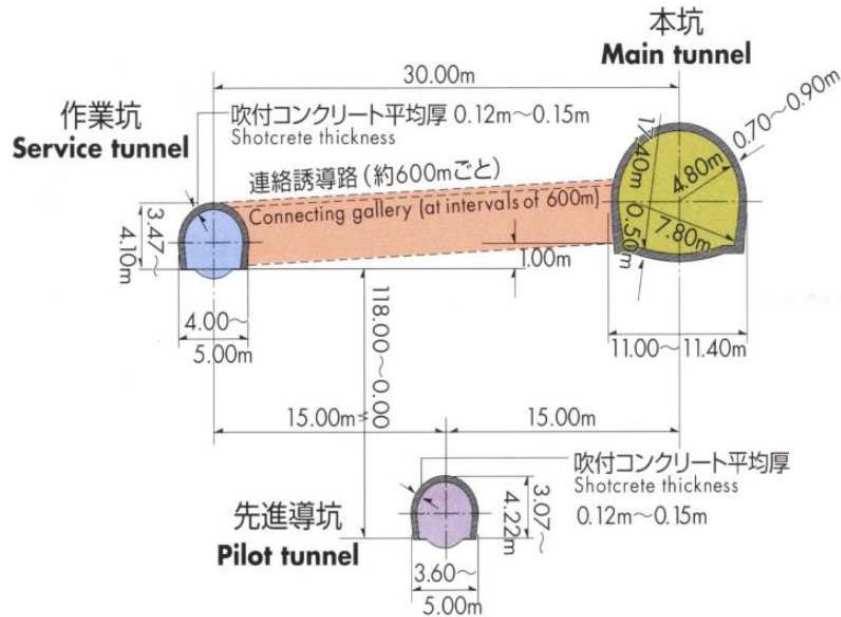 本坑
Main tunnel
30.00m
作業坑
Service tunnel
吹付コンクリート平均厚 0.12m〜0.15m
Shotcrete thickness
0.70〜0.90m
連絡誘導路(約600mごと)
Connecting gallery (at intervals of 600m)
17.40m
4.80m
0.50m
7.80m
3.47〜
4.10m
1.00m
4.00〜
5.00m
118.00〜0.00
11.00〜11.40m
15.00m
15.00m
吹付コンクリート平均厚
Shotcrete thickness
0.12m〜0.15m
先進導坑
Pilot tunnel
3.07〜
4.22m
3.60〜
5.00m